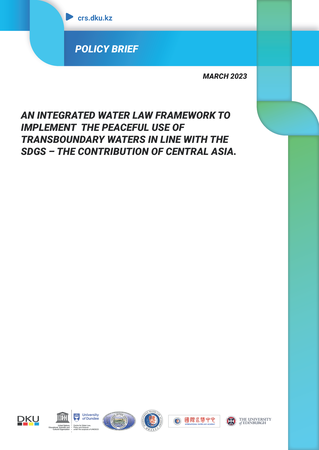 crs.dku.kz
POLICY BRIEF
MARCH 2023
AN INTEGRATED WATER LAW FRAMEWORK TO
IMPLEMENT THE PEACEFUL USE OF
TRANSBOUNDARY WATERS IN LINE WITH THE
SDGS – THE CONTRIBUTION OF CENTRAL ASIA.
DKU
University
of Dundee
THE UNIVERSITY
of EDINBURGH